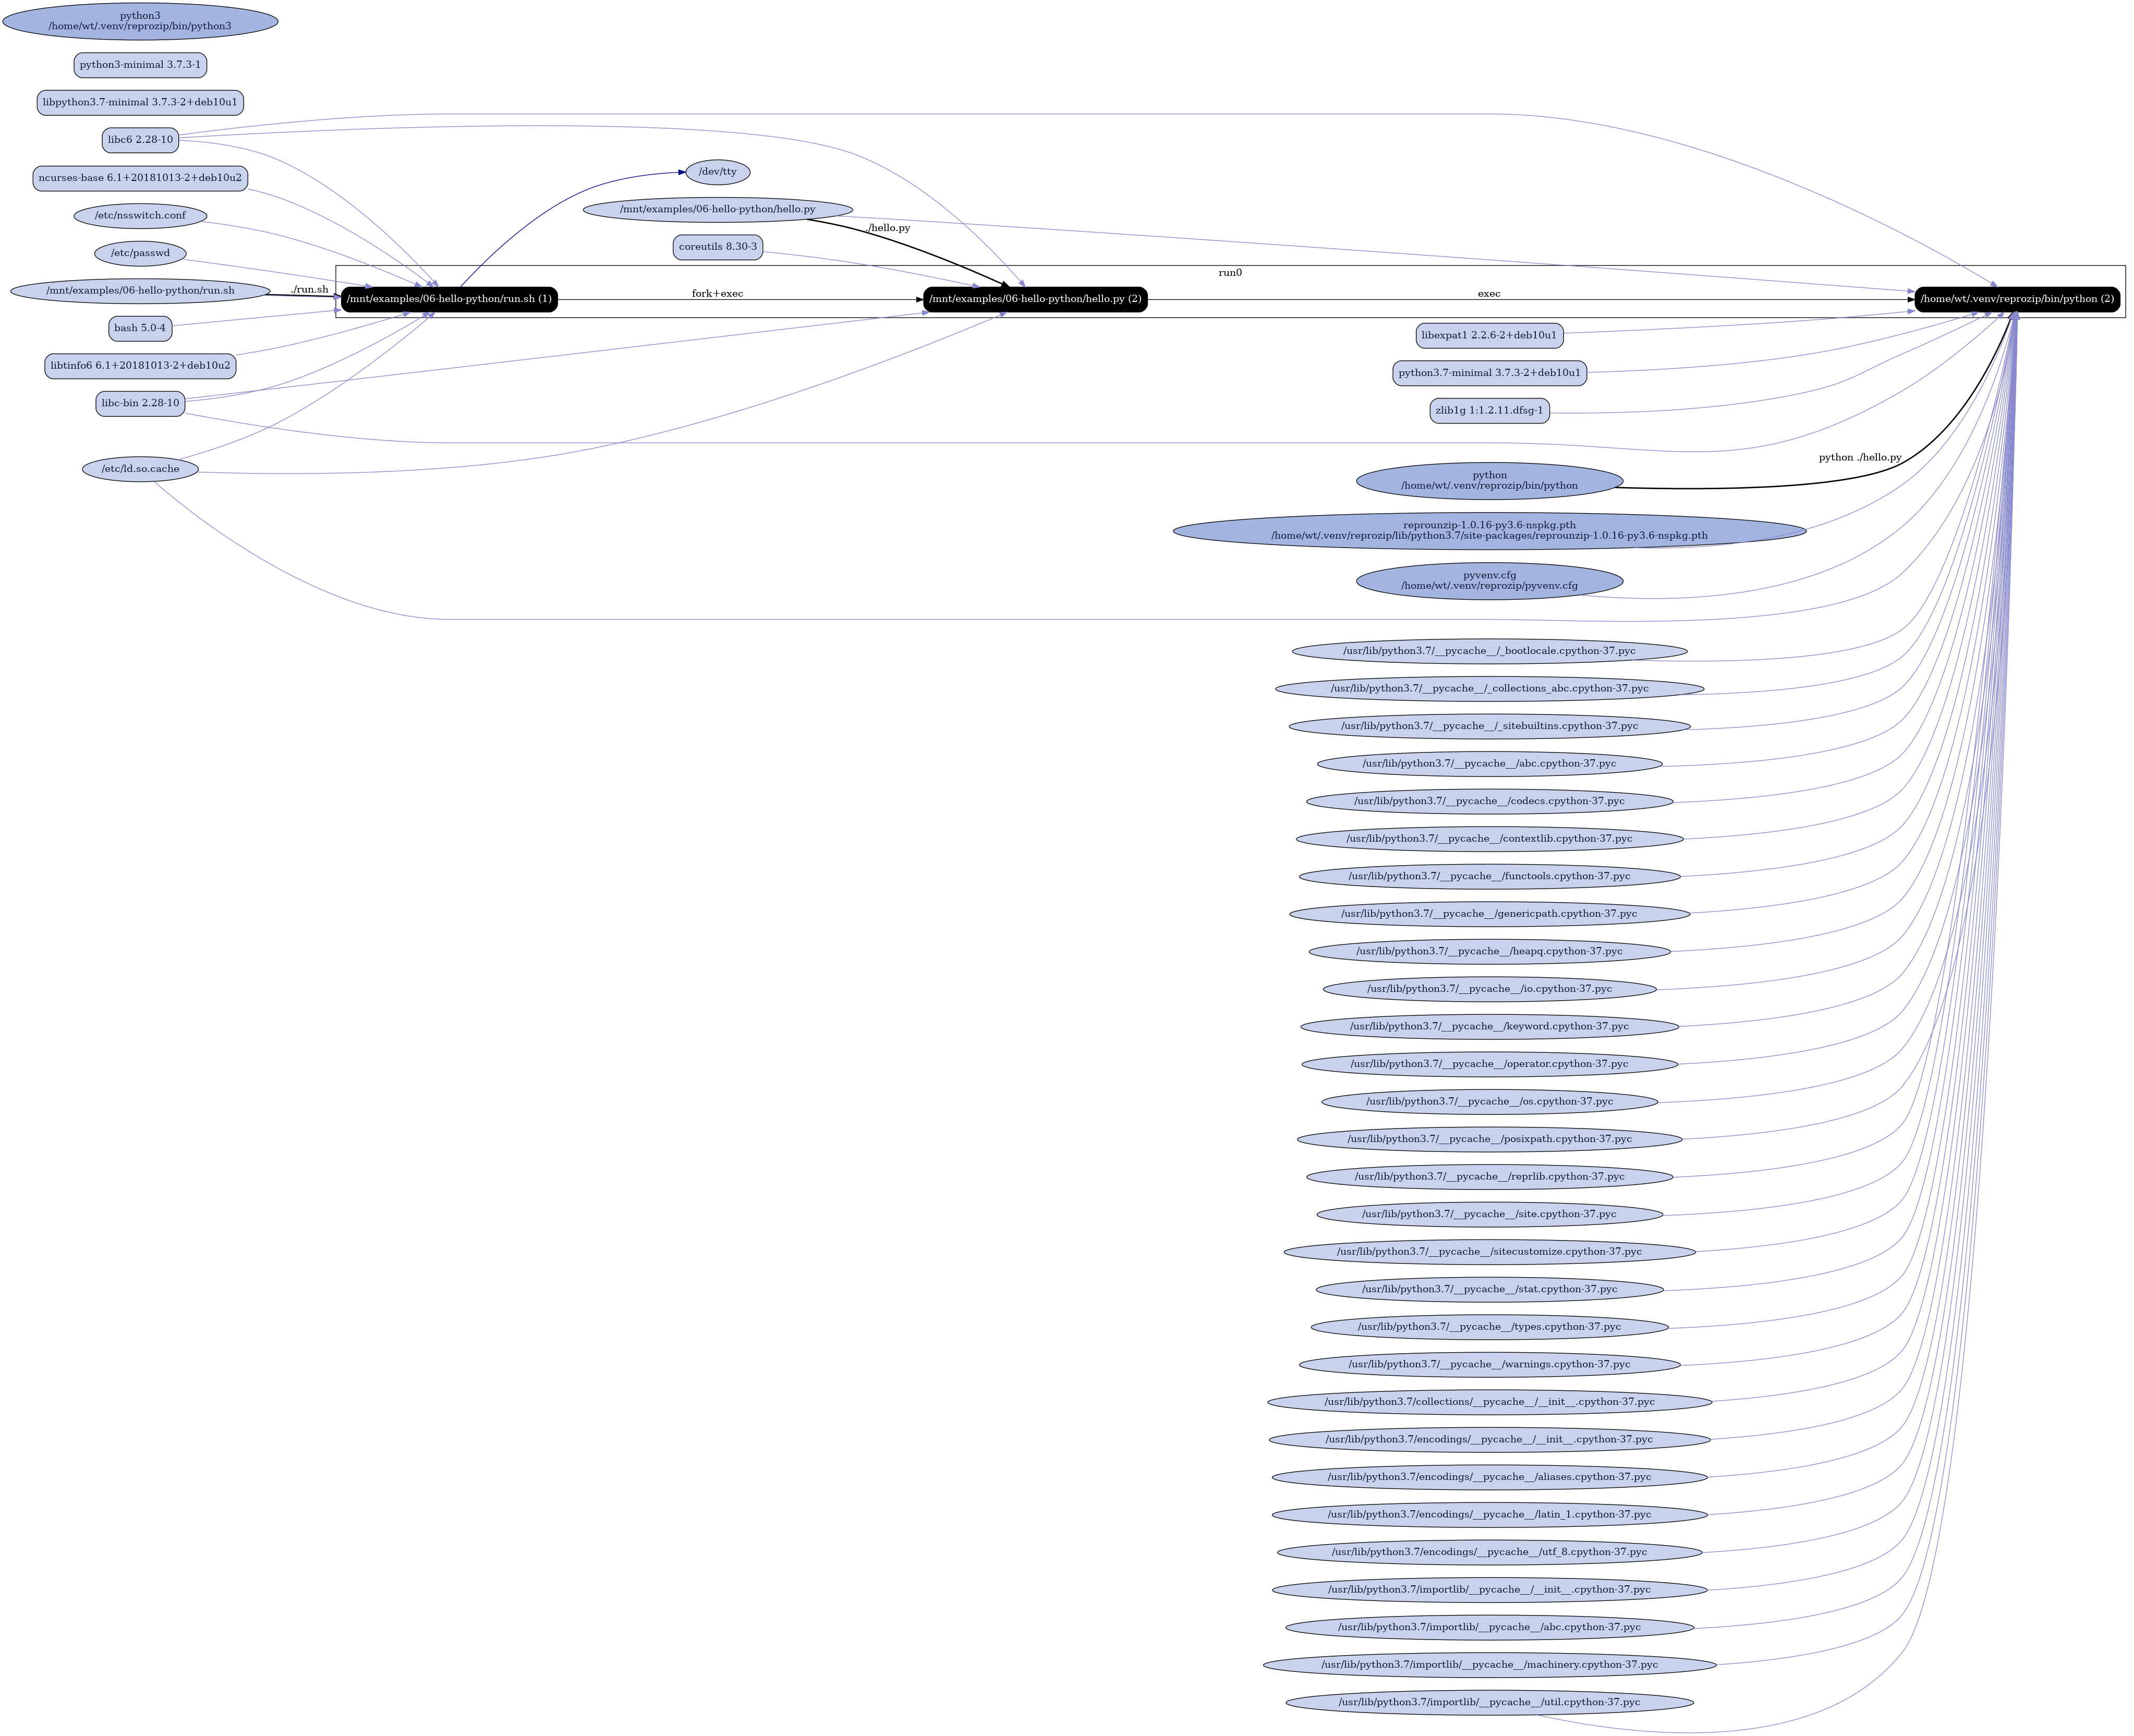 python3
/home/wt/.venv/reprozip/bin/python3
python3-minimal 3.7.3-1
libpython3.7-minimal 3.7.3-2+deb10u1
libc6 2.28-10
ncurses-base 6.1+20181013-2+deb10u2
/etc/nsswitch.conf
/etc/passwd
/mnt/examples/06-hello-python/run.sh
bash 5.0-4
libtinfo6 6.1+20181013-2+deb10u2
libc-bin 2.28-10
/etc/ld.so.cache
./run.sh
run0
/mnt/examples/06-hello-python/run.sh (1)
fork+exec
/dev/tty
/mnt/examples/06-hello-python/hello.py
./hello.py
coreutils 8.30-3
/mnt/examples/06-hello-python/hello.py (2)
exec
/home/wt/.venv/reprozip/bin/python (2)
libexpat1 2.2.6-2+deb10u1
python3.7-minimal 3.7.3-2+deb10u1
zlib1g 1:1.2.11.dfsg-1
python ./hello.py
python
/home/wt/.venv/reprozip/bin/python
reprounzip-1.0.16-py3.6-nspkg.pth
/home/wt/.venv/reprozip/lib/python3.7/site-packages/reprounzip-1.0.16-py3.6-nspkg.pth
pyvenv.cfg
/home/wt/.venv/reprozip/pyvenv.cfg
/usr/lib/python3.7/__pycache__/_bootlocale.cpython-37.pyc
/usr/lib/python3.7/__pycache__/_collections_abc.cpython-37.pyc
/usr/lib/python3.7/__pycache__/_sitebuiltins.cpython-37.pyc
/usr/lib/python3.7/__pycache__/abc.cpython-37.pyc
/usr/lib/python3.7/__pycache__/codecs.cpython-37.pyc
/usr/lib/python3.7/__pycache__/contextlib.cpython-37.pyc
/usr/lib/python3.7/__pycache__/functools.cpython-37.pyc
/usr/lib/python3.7/__pycache__/genericpath.cpython-37.pyc
/usr/lib/python3.7/__pycache__/heapq.cpython-37.pyc
/usr/lib/python3.7/__pycache__/io.cpython-37.pyc
/usr/lib/python3.7/__pycache__/keyword.cpython-37.pyc
/usr/lib/python3.7/__pycache__/operator.cpython-37.pyc
/usr/lib/python3.7/__pycache__/os.cpython-37.pyc
/usr/lib/python3.7/__pycache__/posixpath.cpython-37.pyc
/usr/lib/python3.7/__pycache__/reprlib.cpython-37.pyc
/usr/lib/python3.7/__pycache__/site.cpython-37.pyc
/usr/lib/python3.7/__pycache__/sitecustomize.cpython-37.pyc
/usr/lib/python3.7/__pycache__/stat.cpython-37.pyc
/usr/lib/python3.7/__pycache__/types.cpython-37.pyc
/usr/lib/python3.7/__pycache__/warnings.cpython-37.pyc
/usr/lib/python3.7/collections/__pycache__/__init__.cpython-37.pyc
/usr/lib/python3.7/encodings/__pycache__/__init__.cpython-37.pyc
/usr/lib/python3.7/encodings/__pycache__/aliases.cpython-37.pyc
/usr/lib/python3.7/encodings/__pycache__/latin_1.cpython-37.pyc
/usr/lib/python3.7/encodings/__pycache__/utf_8.cpython-37.pyc
/usr/lib/python3.7/importlib/__pycache__/__init__.cpython-37.pyc
/usr/lib/python3.7/importlib/__pycache__/abc.cpython-37.pyc
/usr/lib/python3.7/importlib/__pycache__/machinery.cpython-37.pyc
/usr/lib/python3.7/importlib/__pycache__/util.cpython-37.pyc